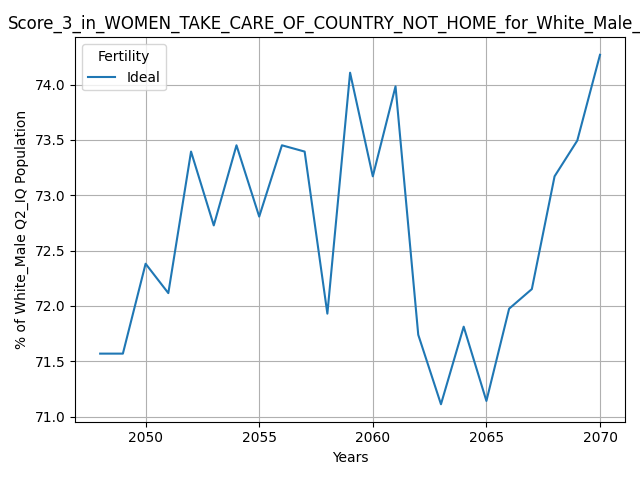 Score_3_in_WOMEN_TAKE_CARE_OF_COUNTRY_NOT_HOME_for_White_Male_
Fertility
Ideal
% of White_Male Q2_IQ Population
74.0
73.5
73.0
72.5
72.0
71.5
71.0
2050
2055
2060
2065
2070
Years